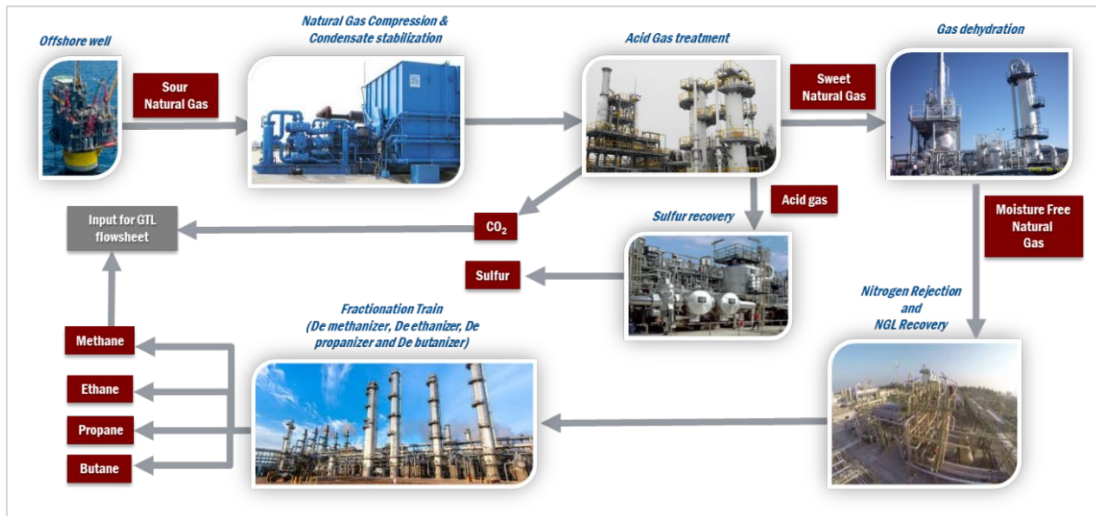 Natural Gas Compression &
Condensate stabilization
Offshore well
Acid Gas treatment
Gas dehydration
Sour
Natural Gas
Sweet
Natural Gas
Acid gas
Moisture Free
Natural
Gas
Input for GTL
flowsheet
CO₂
Sulfur recovery
Sulfur
Nitrogen Rejection
and
NGL Recovery
Fractionation Train
(De methanizer, De ethanizer, De
propanizer and De butanizer)
Methane
Ethane
Propane
Butane